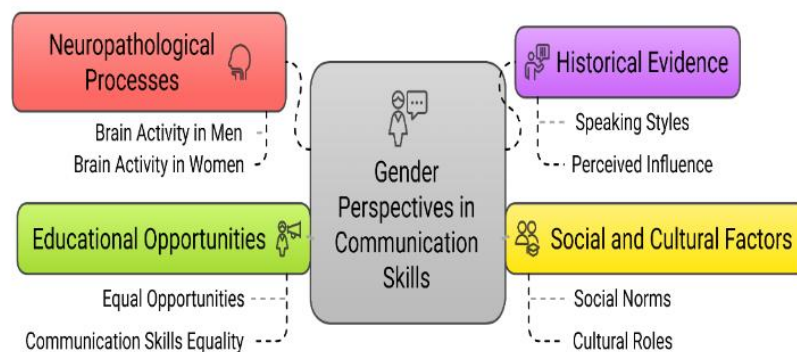 Neuropathological
Processes
Brain Activity in Men
Brain Activity in Women
Educational Opportunities
Equal Opportunities
Communication Skills Equality
Gender
Perspectives in
Communication
Skills
Historical Evidence
Speaking Styles
Perceived Influence
Social and Cultural Factors
Social Norms
Cultural Roles